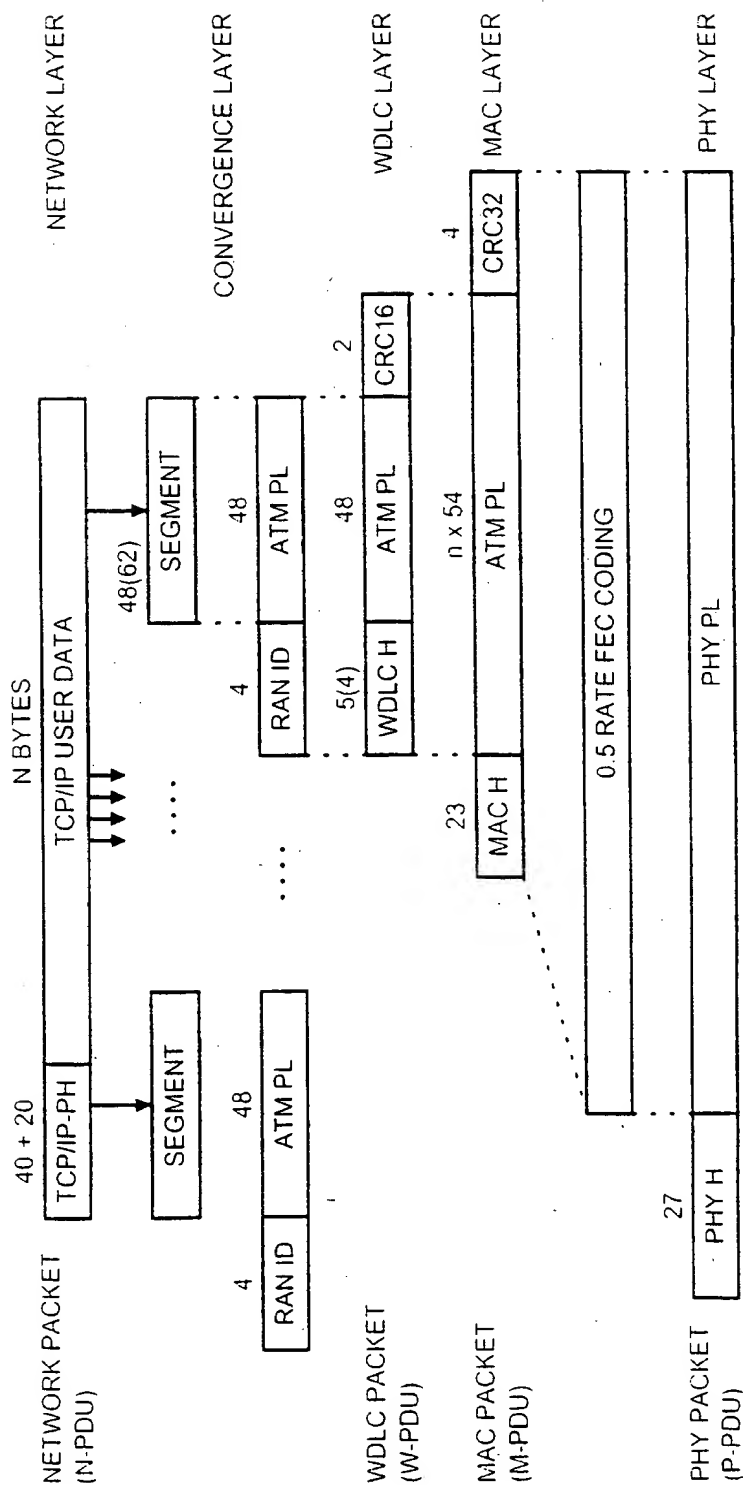 N BYTES
40 + 20
NETWORK PACKET
(N-PDU)
TCP/IP-PH
TCP/IP USER DATA
NETWORK LAYER
48(62)
SEGMENT
....
SEGMENT
CONVERGENCE LAYER
4
48
4
48
RAN ID
ATM PL
....
RAN ID
ATM PL
5(4)
48
2
WDLC PACKET
(W-PDU)
WDLC H
ATM PL
CRC16
WDLC LAYER
23
n x 54
4
MAC PACKET
(M-PDU)
MAC H
ATM PL
CRC32
MAC LAYER
0.5 RATE FEC CODING
27
PHY PACKET
(P-PDU)
PHY H
PHY PL
PHY LAYER